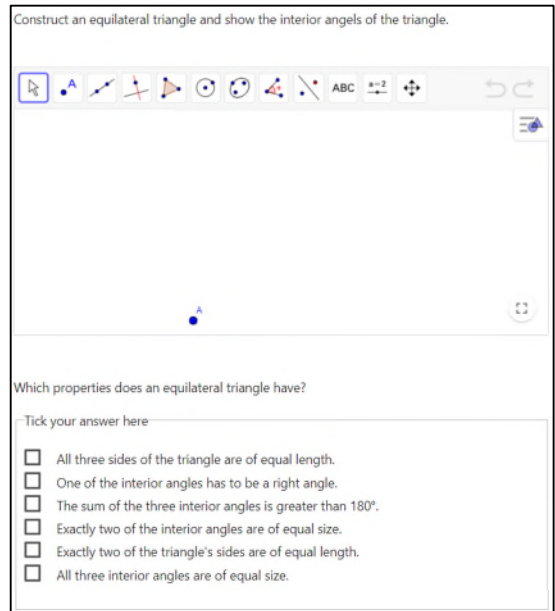 Construct an equilateral triangle and show the interior angels of the triangle.
A
ABC
a=2
A
Which properties does an equilateral triangle have?
Tick your answer here
All three sides of the triangle are of equal length.
One of the interior angles has to be a right angle.
The sum of the three interior angles is greater than 180°.
Exactly two of the interior angles are of equal size.
Exactly two of the triangle's sides are of equal length.
All three interior angles are of equal size.